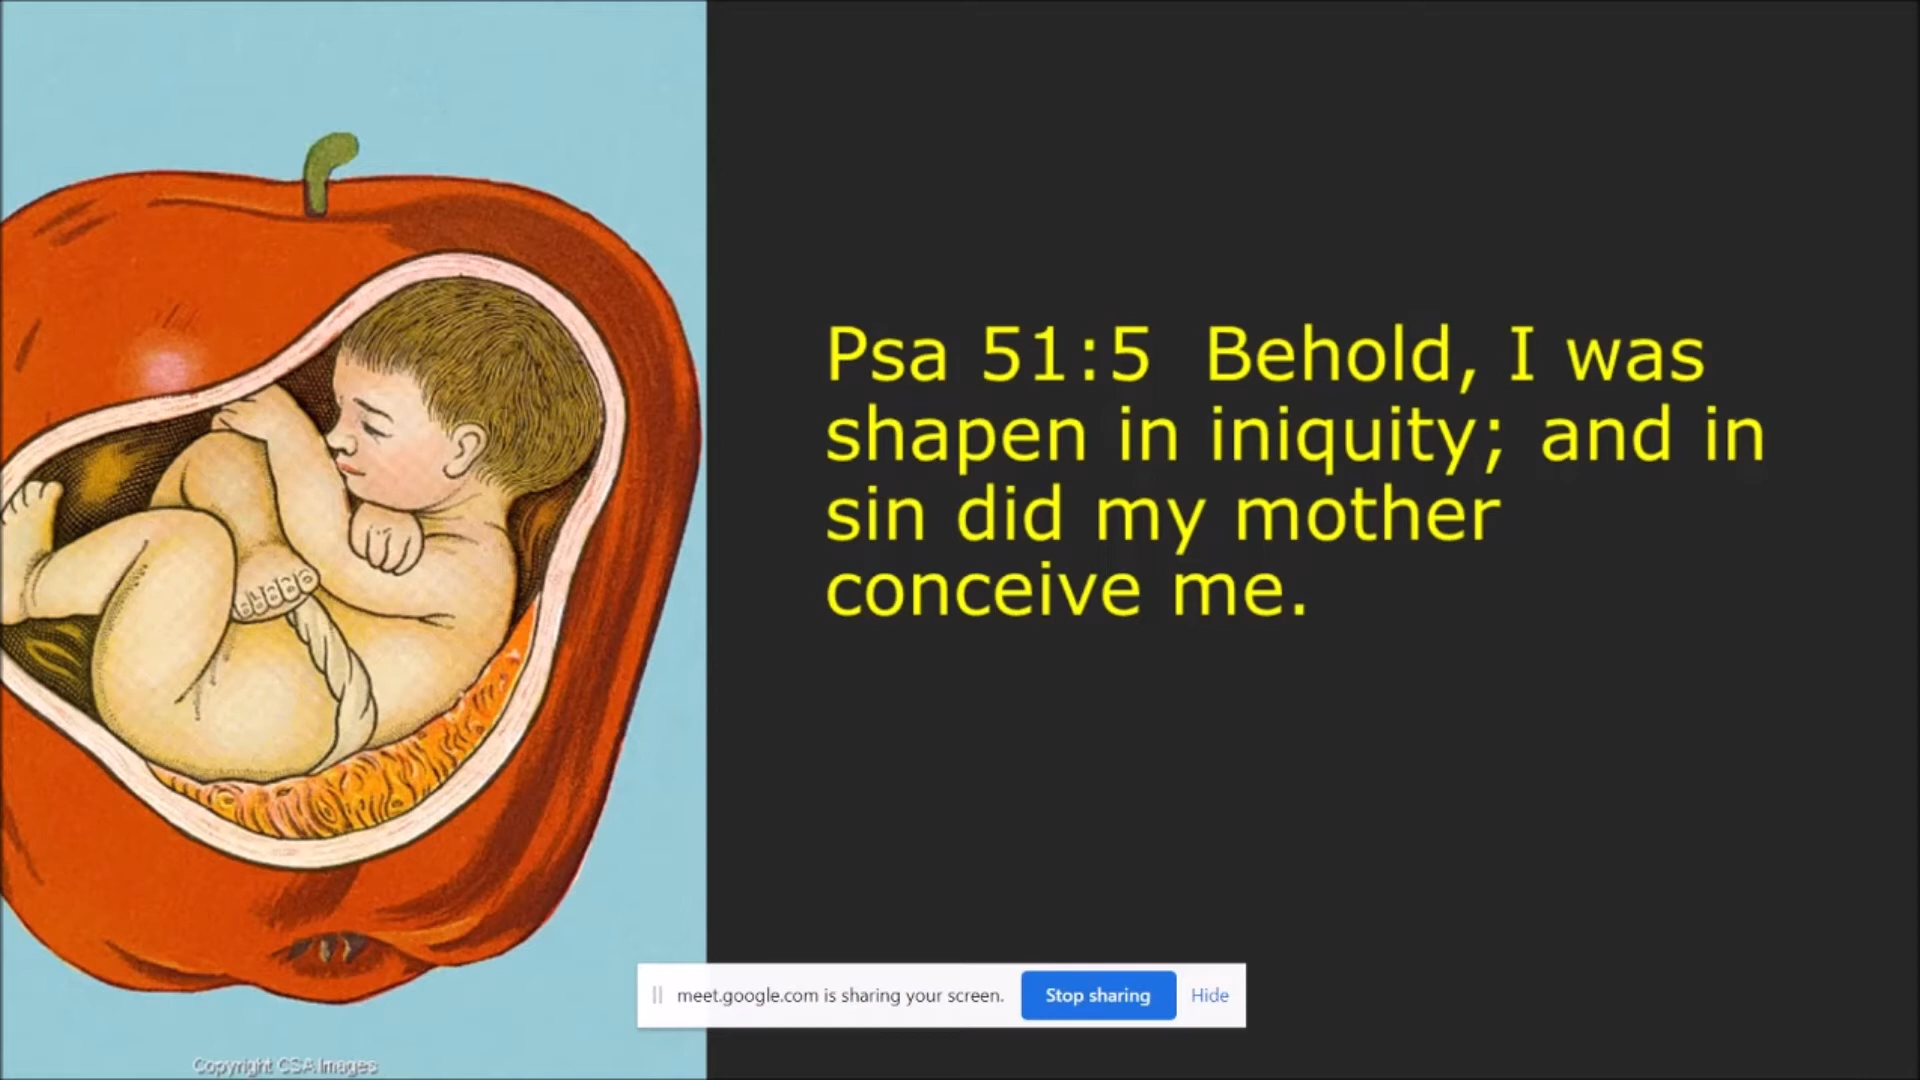 Psa 51:5  Behold, I was
shapen in iniquity; and in
sin did my mother
conceive me.
meet.google.com is sharing your screen. Stop sharing Hide
Copyright CSA Images